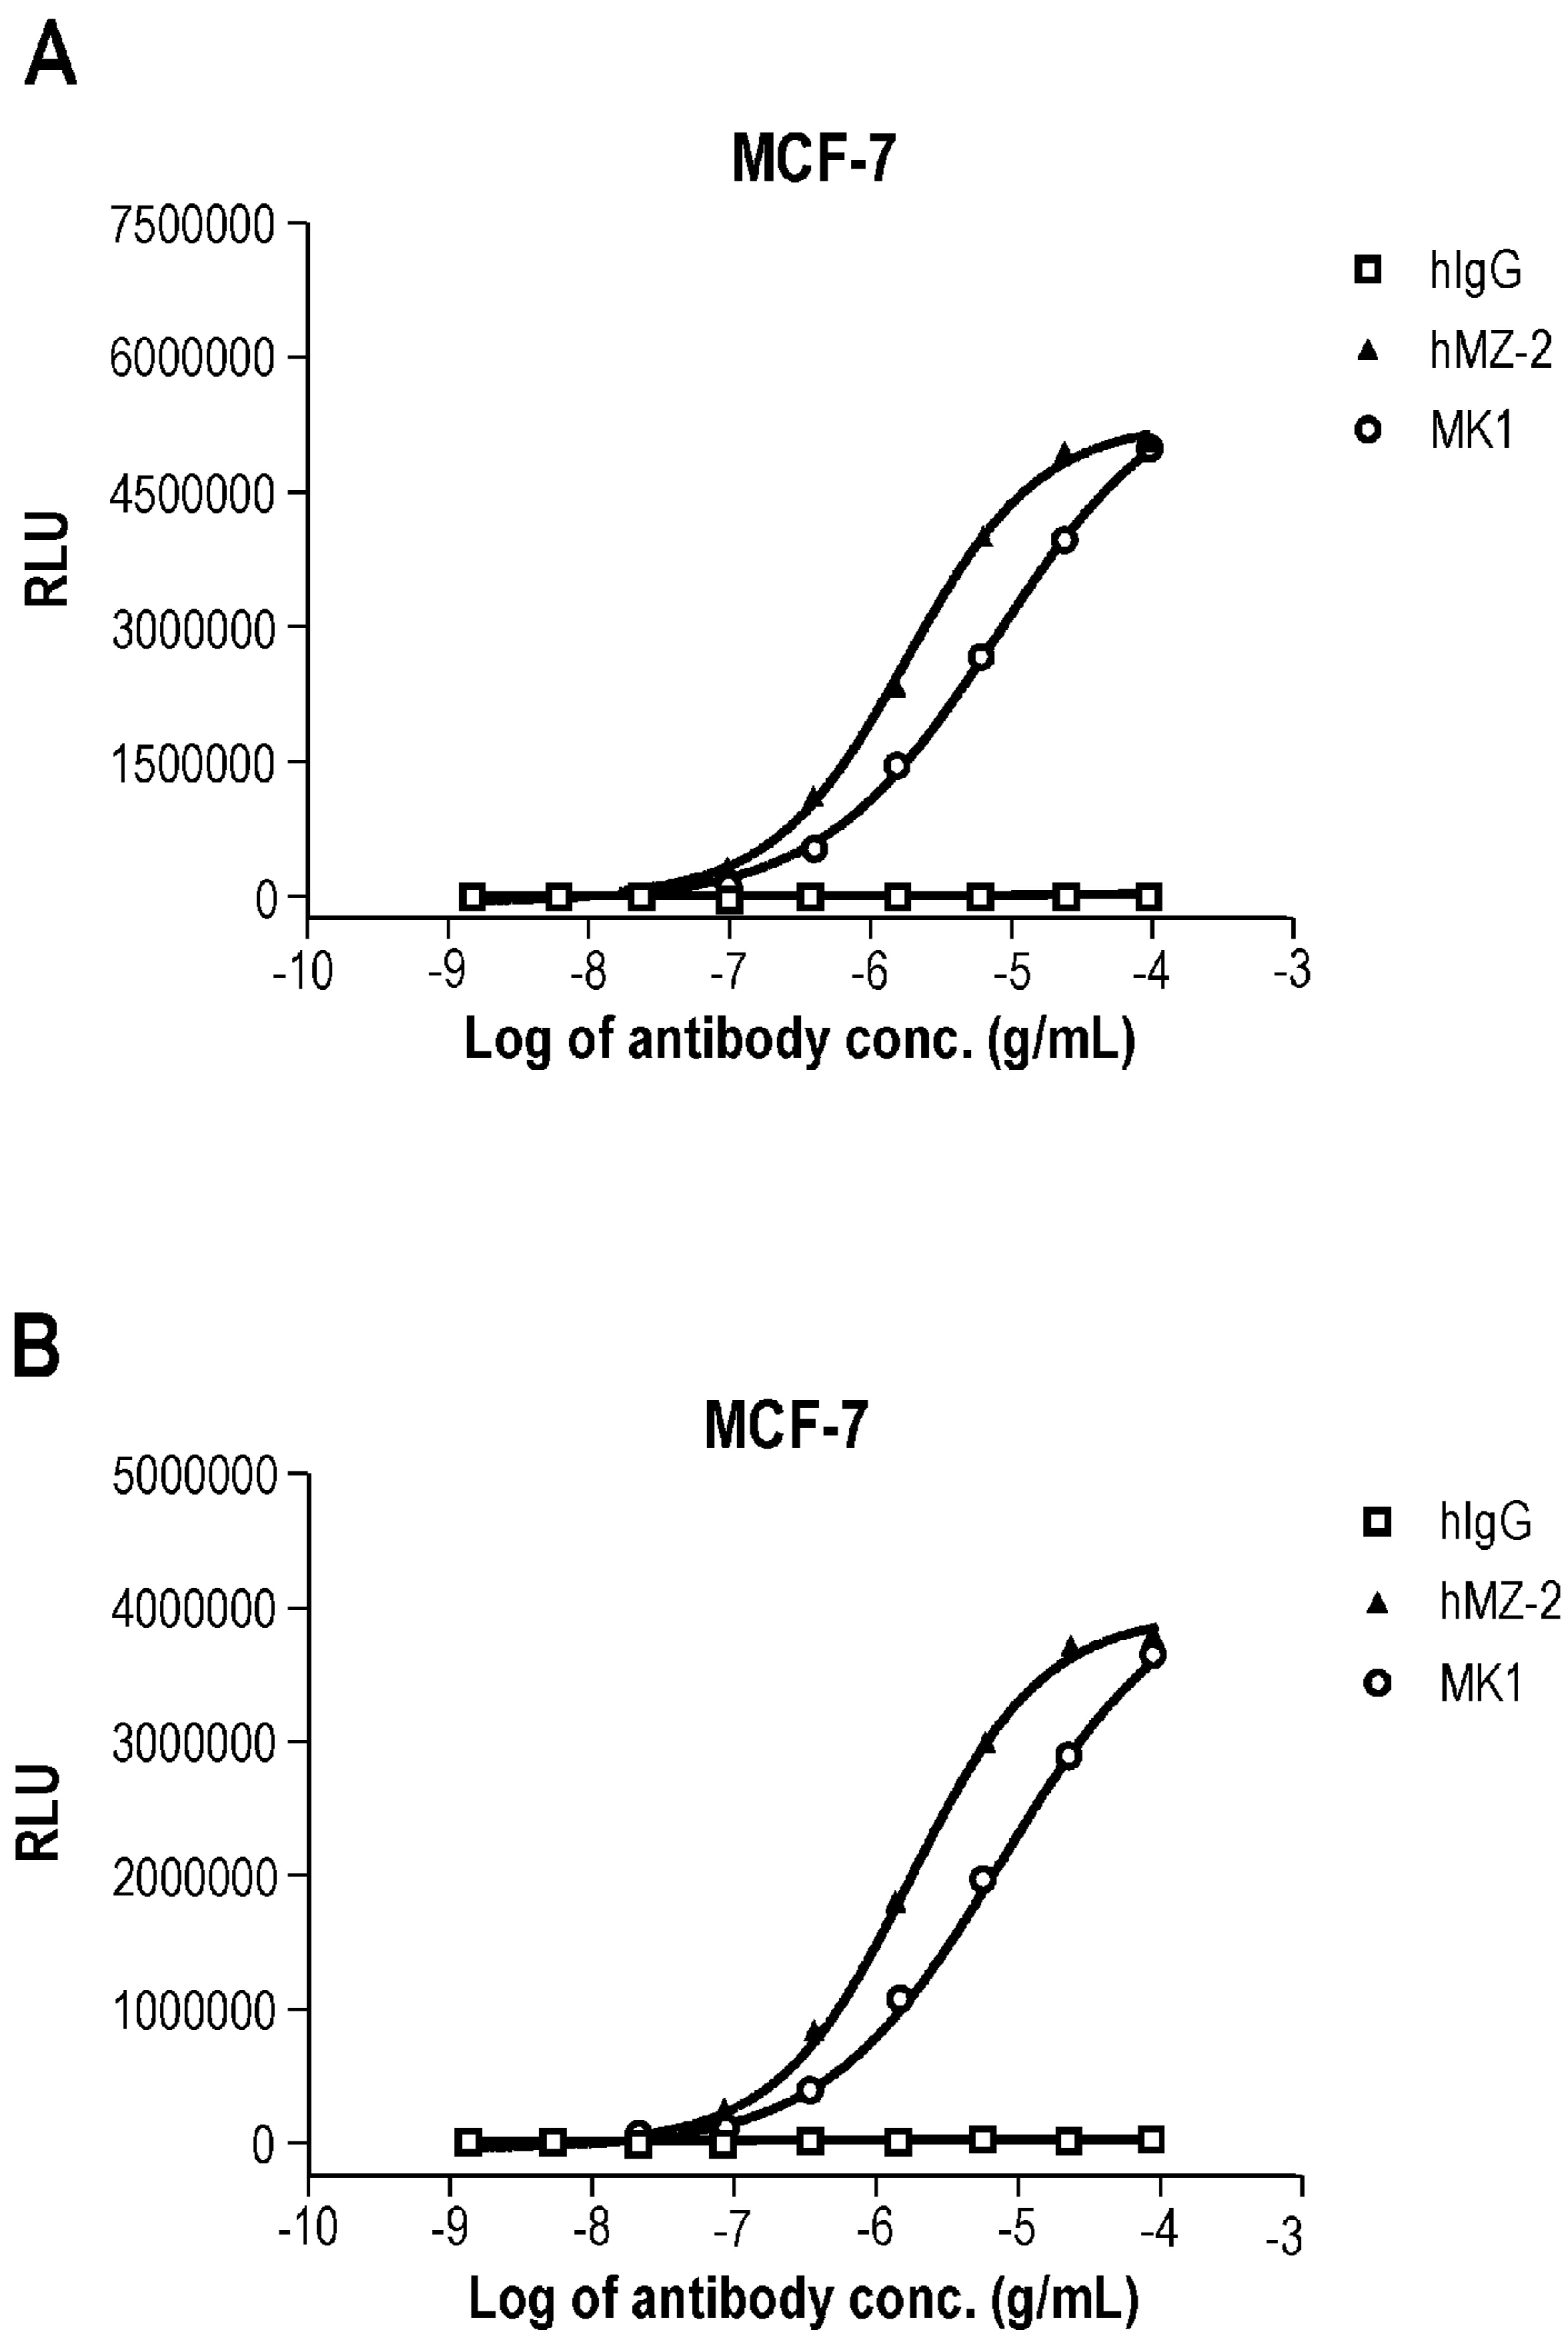 A
MCF-7
7500000
6000000
4500000
3000000
1500000
0
RLU
-10 -9 -8 -7 -6 -5 -4 -3
Log of antibody conc. (g/mL)
hIgG
hMZ-2
MK1
B
MCF-7
5000000
4000000
3000000
2000000
1000000
0
RLU
-10 -9 -8 -7 -6 -5 -4 -3
Log of antibody conc. (g/mL)
hIgG
hMZ-2
MK1